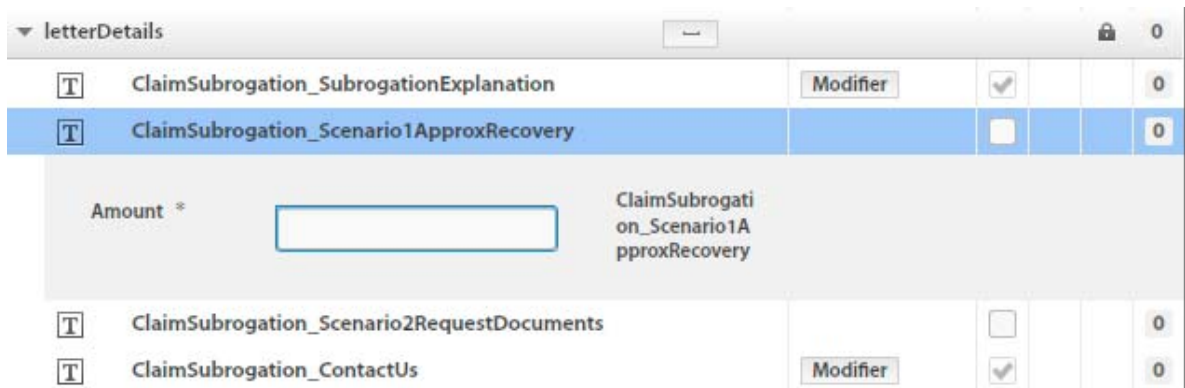 letterDetails 0
T ClaimSubrogation_SubrogationExplanation Modifier 0
T ClaimSubrogation_Scenario1ApproxRecovery 0
Amount *
ClaimSubrogati
on_Scenario1A
pproxRecovery
T ClaimSubrogation_Scenario2RequestDocuments 0
T ClaimSubrogation_ContactUs Modifier 0